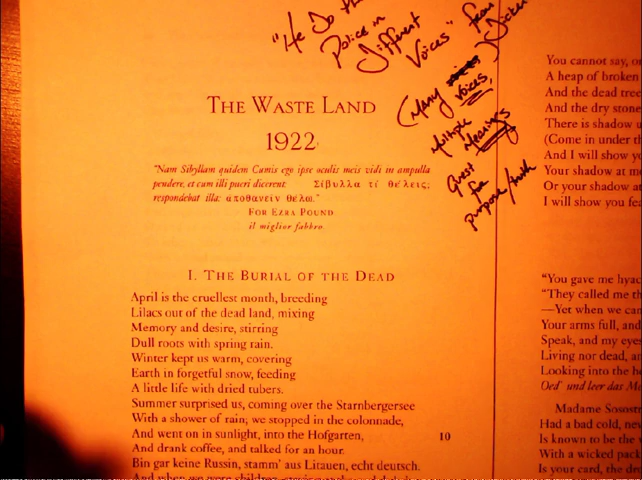 "He Do the
Police in
Different
Voices" from
Dicken
(Many
voices,)
Multiple
Meanings
Quest
for
purpose/truth
THE WASTE LAND
1922
"Nam Sibyllam quidem Cumis ego ipse oculis meis vidi in ampulla
pendere, et cum illi pueri dicerent: Σίβυλλα τί θέλεις;
respondebat illa: άποθανεΐν θέλω."
FOR EZRA POUND
il miglior fabbro.
I. THE BURIAL OF THE DEAD
April is the cruellest month, breeding
Lilacs out of the dead land, mixing
Memory and desire, stirring
Dull roots with spring rain.
Winter kept us warm, covering
Earth in forgetful snow, feeding
A little life with dried tubers.
Summer surprised us, coming over the Starnbergersee
With a shower of rain; we stopped in the colonnade,
And went on in sunlight, into the Hofgarten, 10
And drank coffee, and talked for an hour.
Bin gar keine Russin, stamm' aus Litauen, echt deutsch.
And when we were children,
You cannot say, o
A heap of broken
And the dead tree
And the dry stone
There is shadow u
(Come in under th
And I will show yo
Your shadow at m
Or your shadow at
I will show you fea
"You gave me hyac
"They called me th
—Yet when we can
Your arms full, and
Speak, and my eyes
Living nor dead, an
Looking into the he
Oed' und leer das Me
Madame Sosostr
Had a bad cold, nev
Is known to be the
With a wicked pack
Is your card, the dr